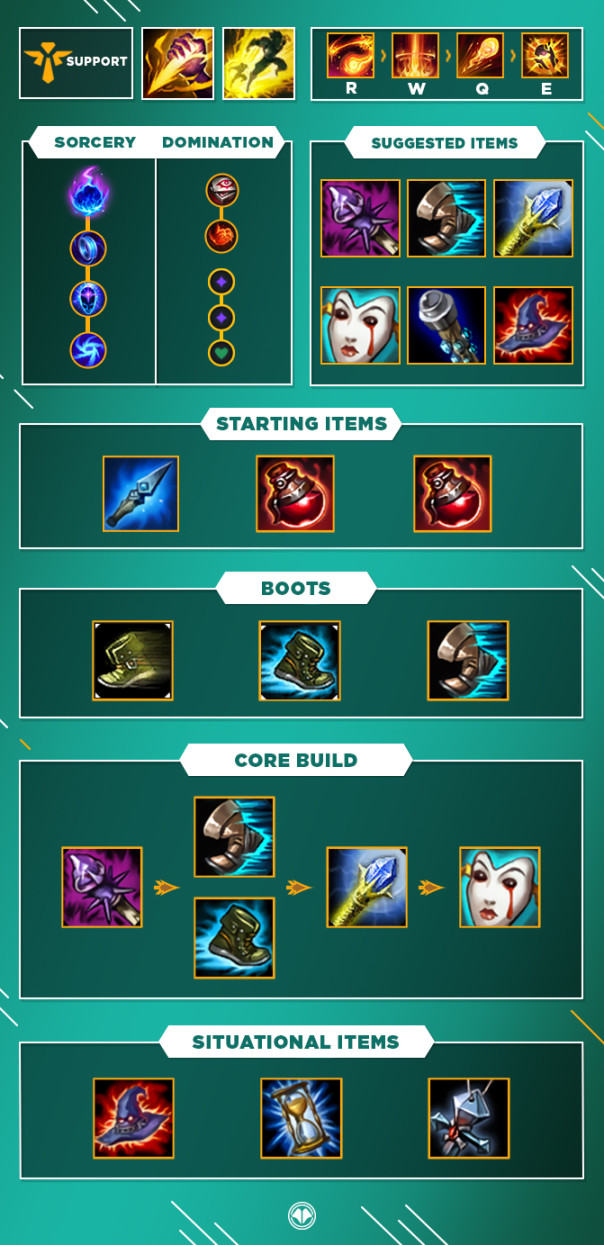 SUPPORT
R W Q E
SORCERY DOMINATION
SUGGESTED ITEMS
STARTING ITEMS
BOOTS
CORE BUILD
SITUATIONAL ITEMS